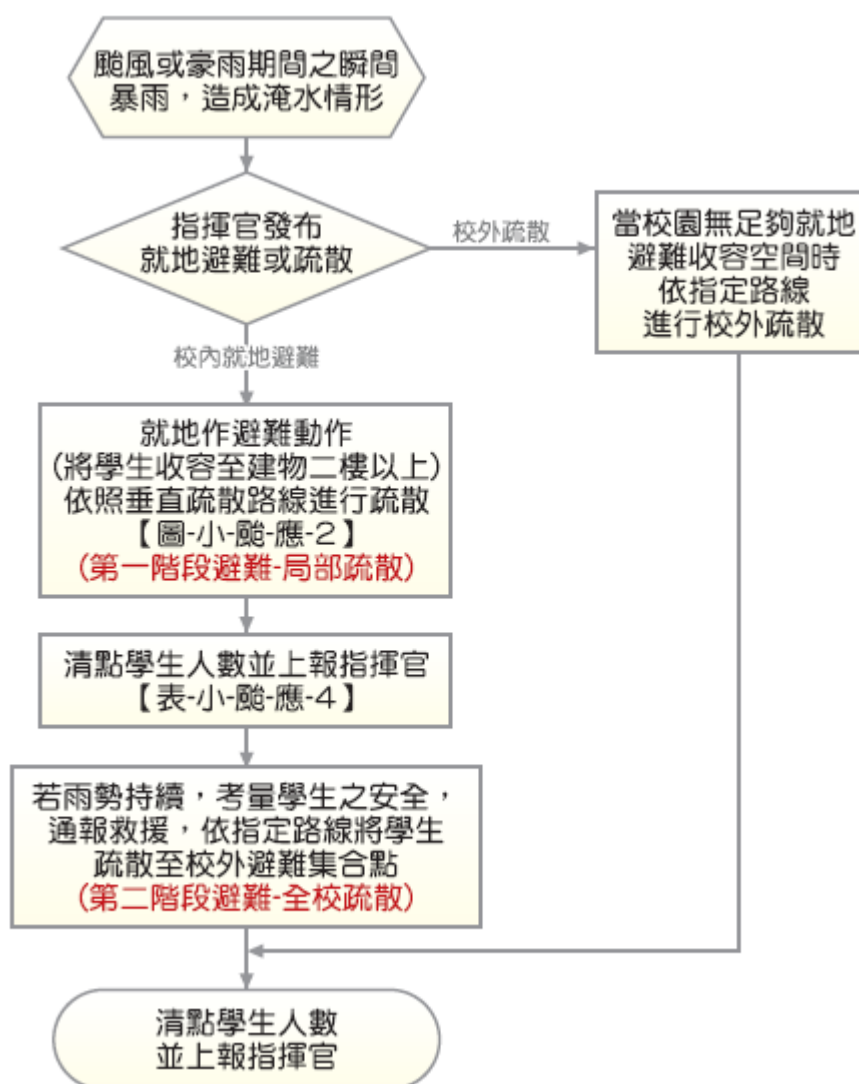 颱風或豪雨期間之瞬間
暴雨，造成淹水情形
指揮官發布
就地避難或疏散
校外疏散
當校園無足夠就地
避難收容空間時
依指定路線
進行校外疏散
校內就地避難
就地作避難動作
(將學生收容至建物二樓以上)
依照垂直疏散路線進行疏散
【圖-小-颱-應-2】
(第一階段避難-局部疏散)
清點學生人數並上報指揮官
【表-小-颱-應-4】
若雨勢持續，考量學生之安全，
通報救援，依指定路線將學生
疏散至校外避難集合點
(第二階段避難-全校疏散)
清點學生人數
並上報指揮官